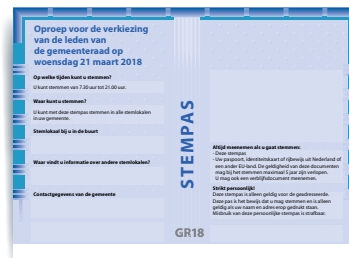 Oproep voor de verkiezing
van de leden van
de gemeenteraad op
woensdag 21 maart 2018
Op welke tijden kunt u stemmen?
U kunt stemmen van 7.30 uur tot 21.00 uur.
Waar kunt u stemmen?
U kunt met deze stempas stemmen in alle stemlokalen
in uw gemeente.
Stemlokaal bij u in de buurt
Waar vindt u informatie over andere stemlokalen?
Contactgegevens van de gemeente
STEMPAS
GR18
Altijd meenemen als u gaat stemmen:
- Deze stempas
- Uw paspoort, identiteitskaart of rijbewijs uit Nederland of
een ander EU-land. De geldigheid van deze documenten
mag bij het stemmen maximaal 5 jaar zijn verlopen.
U mag ook een verblijfsdocument meenemen.
Strikt persoonlijk!
Deze stempas is alleen geldig voor de geadresseerde.
Deze pas is het bewijs dat u mag stemmen en is alleen
geldig als uw naam en adres erop gedrukt staan.
Misbruik van deze persoonlijke stempas is strafbaar.